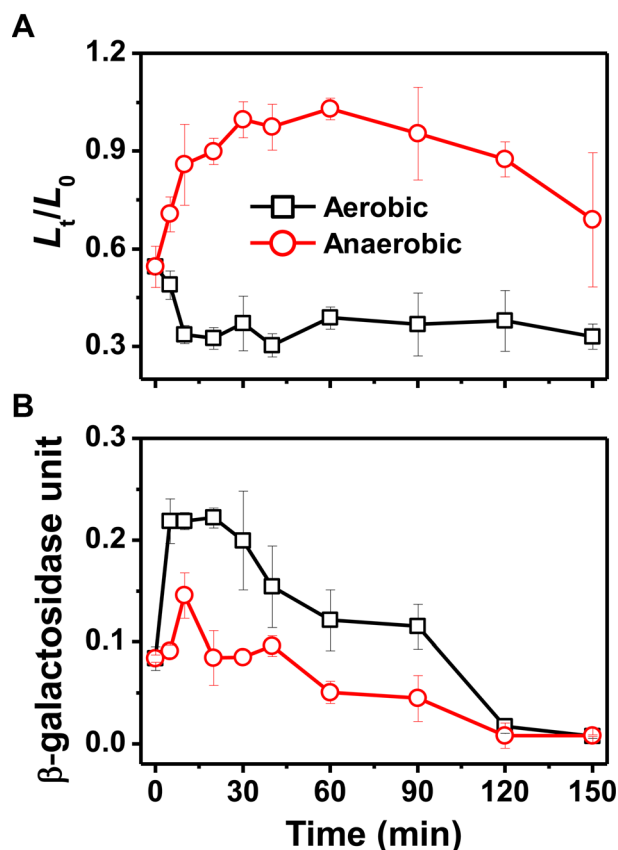 A
1.2
0.9
0.6
0.3
Lt/L0
Aerobic
Anaerobic
B
0.3
0.2
0.1
0.0
β-galactosidase unit
0 30 60 90 120 150
Time (min)